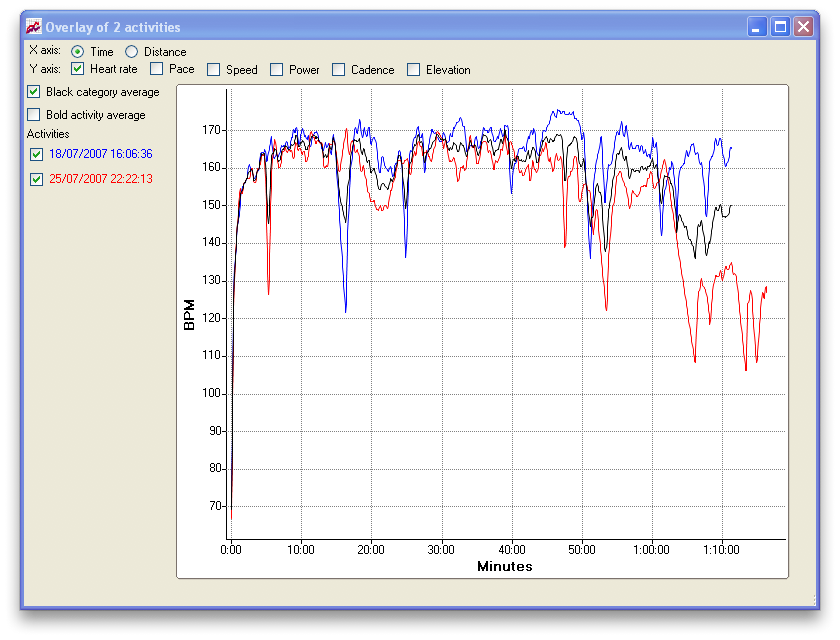 Overlay of 2 activities
X axis: Time Distance
Y axis: Heart rate Pace Speed Power Cadence Elevation
Black category average
Bold activity average
Activities
18/07/2007 16:06:36
25/07/2007 22:22:13
170
160
150
140
130
120
110
100
90
80
70
BPM
0:00 10:00 20:00 30:00 40:00 50:00 1:00:00 1:10:00
Minutes